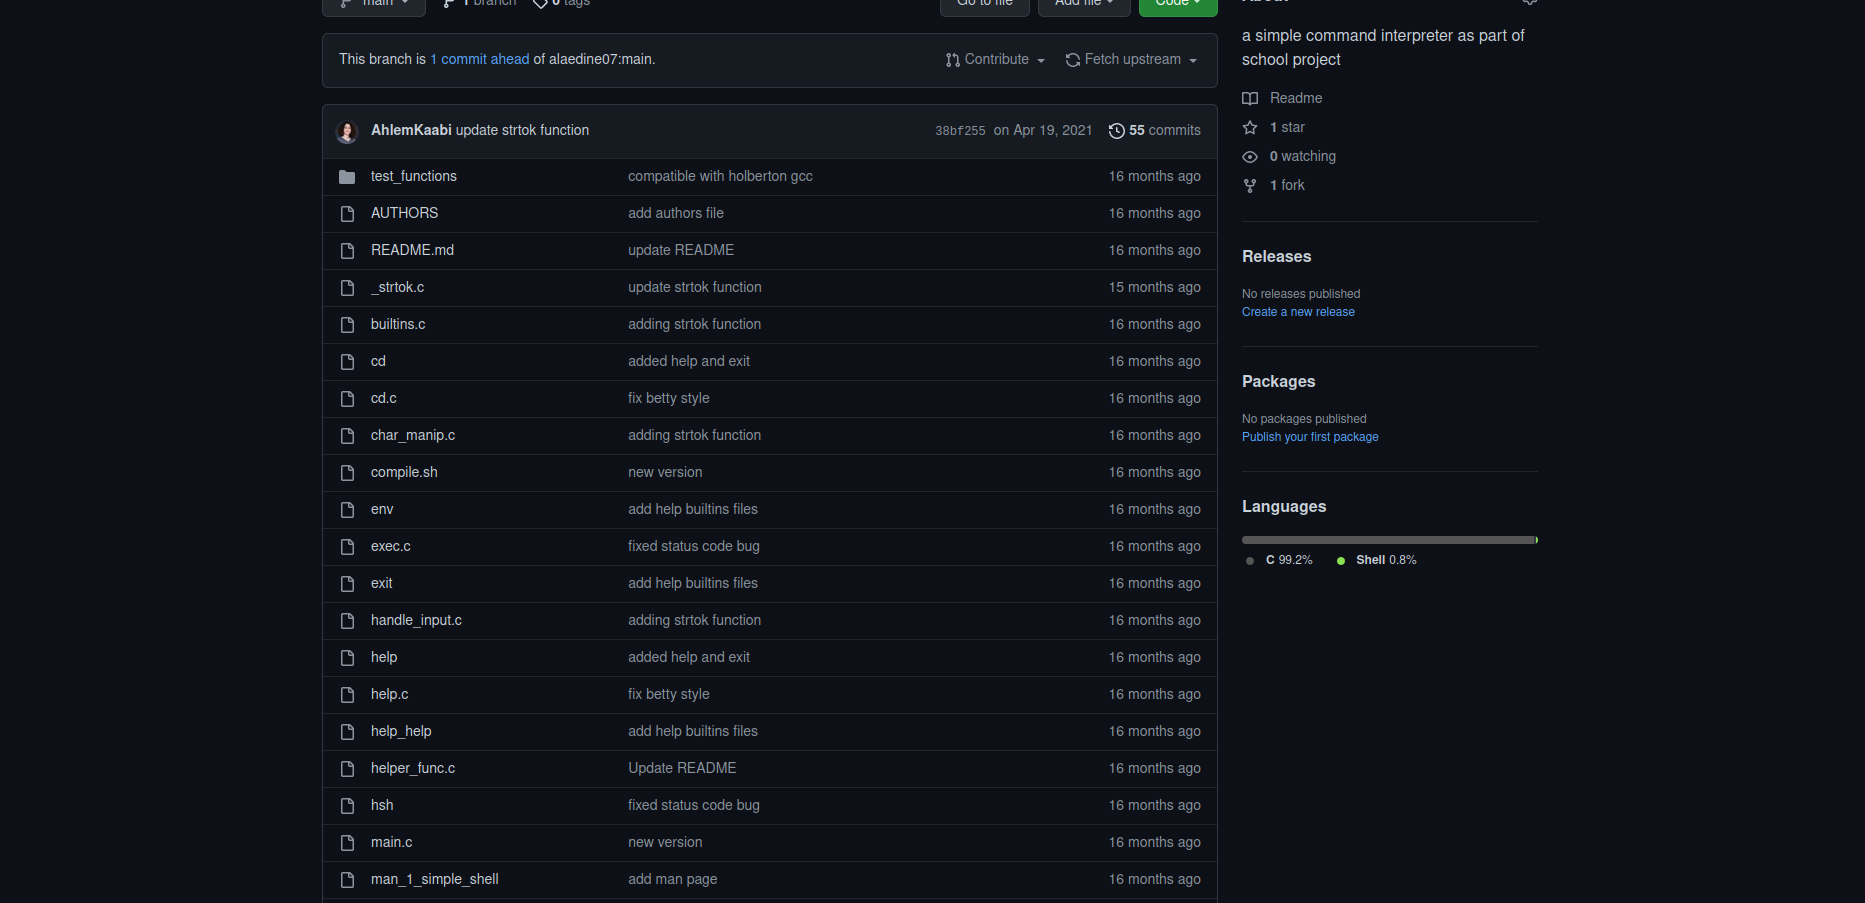 main
1 branch
0 tags
Go to file
Add file
Code
This branch is 1 commit ahead of alaedine07:main.
Contribute
Fetch upstream
AhlemKaabi update strtok function
38bf255 on Apr 19, 2021
55 commits
test_functions compatible with holberton gcc 16 months ago
AUTHORS add authors file 16 months ago
README.md update README 16 months ago
_strtok.c update strtok function 15 months ago
builtins.c adding strtok function 16 months ago
cd added help and exit 16 months ago
cd.c fix betty style 16 months ago
char_manip.c adding strtok function 16 months ago
compile.sh new version 16 months ago
env add help builtins files 16 months ago
exec.c fixed status code bug 16 months ago
exit add help builtins files 16 months ago
handle_input.c adding strtok function 16 months ago
help added help and exit 16 months ago
help.c fix betty style 16 months ago
help_help add help builtins files 16 months ago
helper_func.c Update README 16 months ago
hsh fixed status code bug 16 months ago
main.c new version 16 months ago
man_1_simple_shell add man page 16 months ago
About
a simple command interpreter as part of
school project
Readme
1 star
0 watching
1 fork
Releases
No releases published
Create a new release
Packages
No packages published
Publish your first package
Languages
C 99.2%
Shell 0.8%